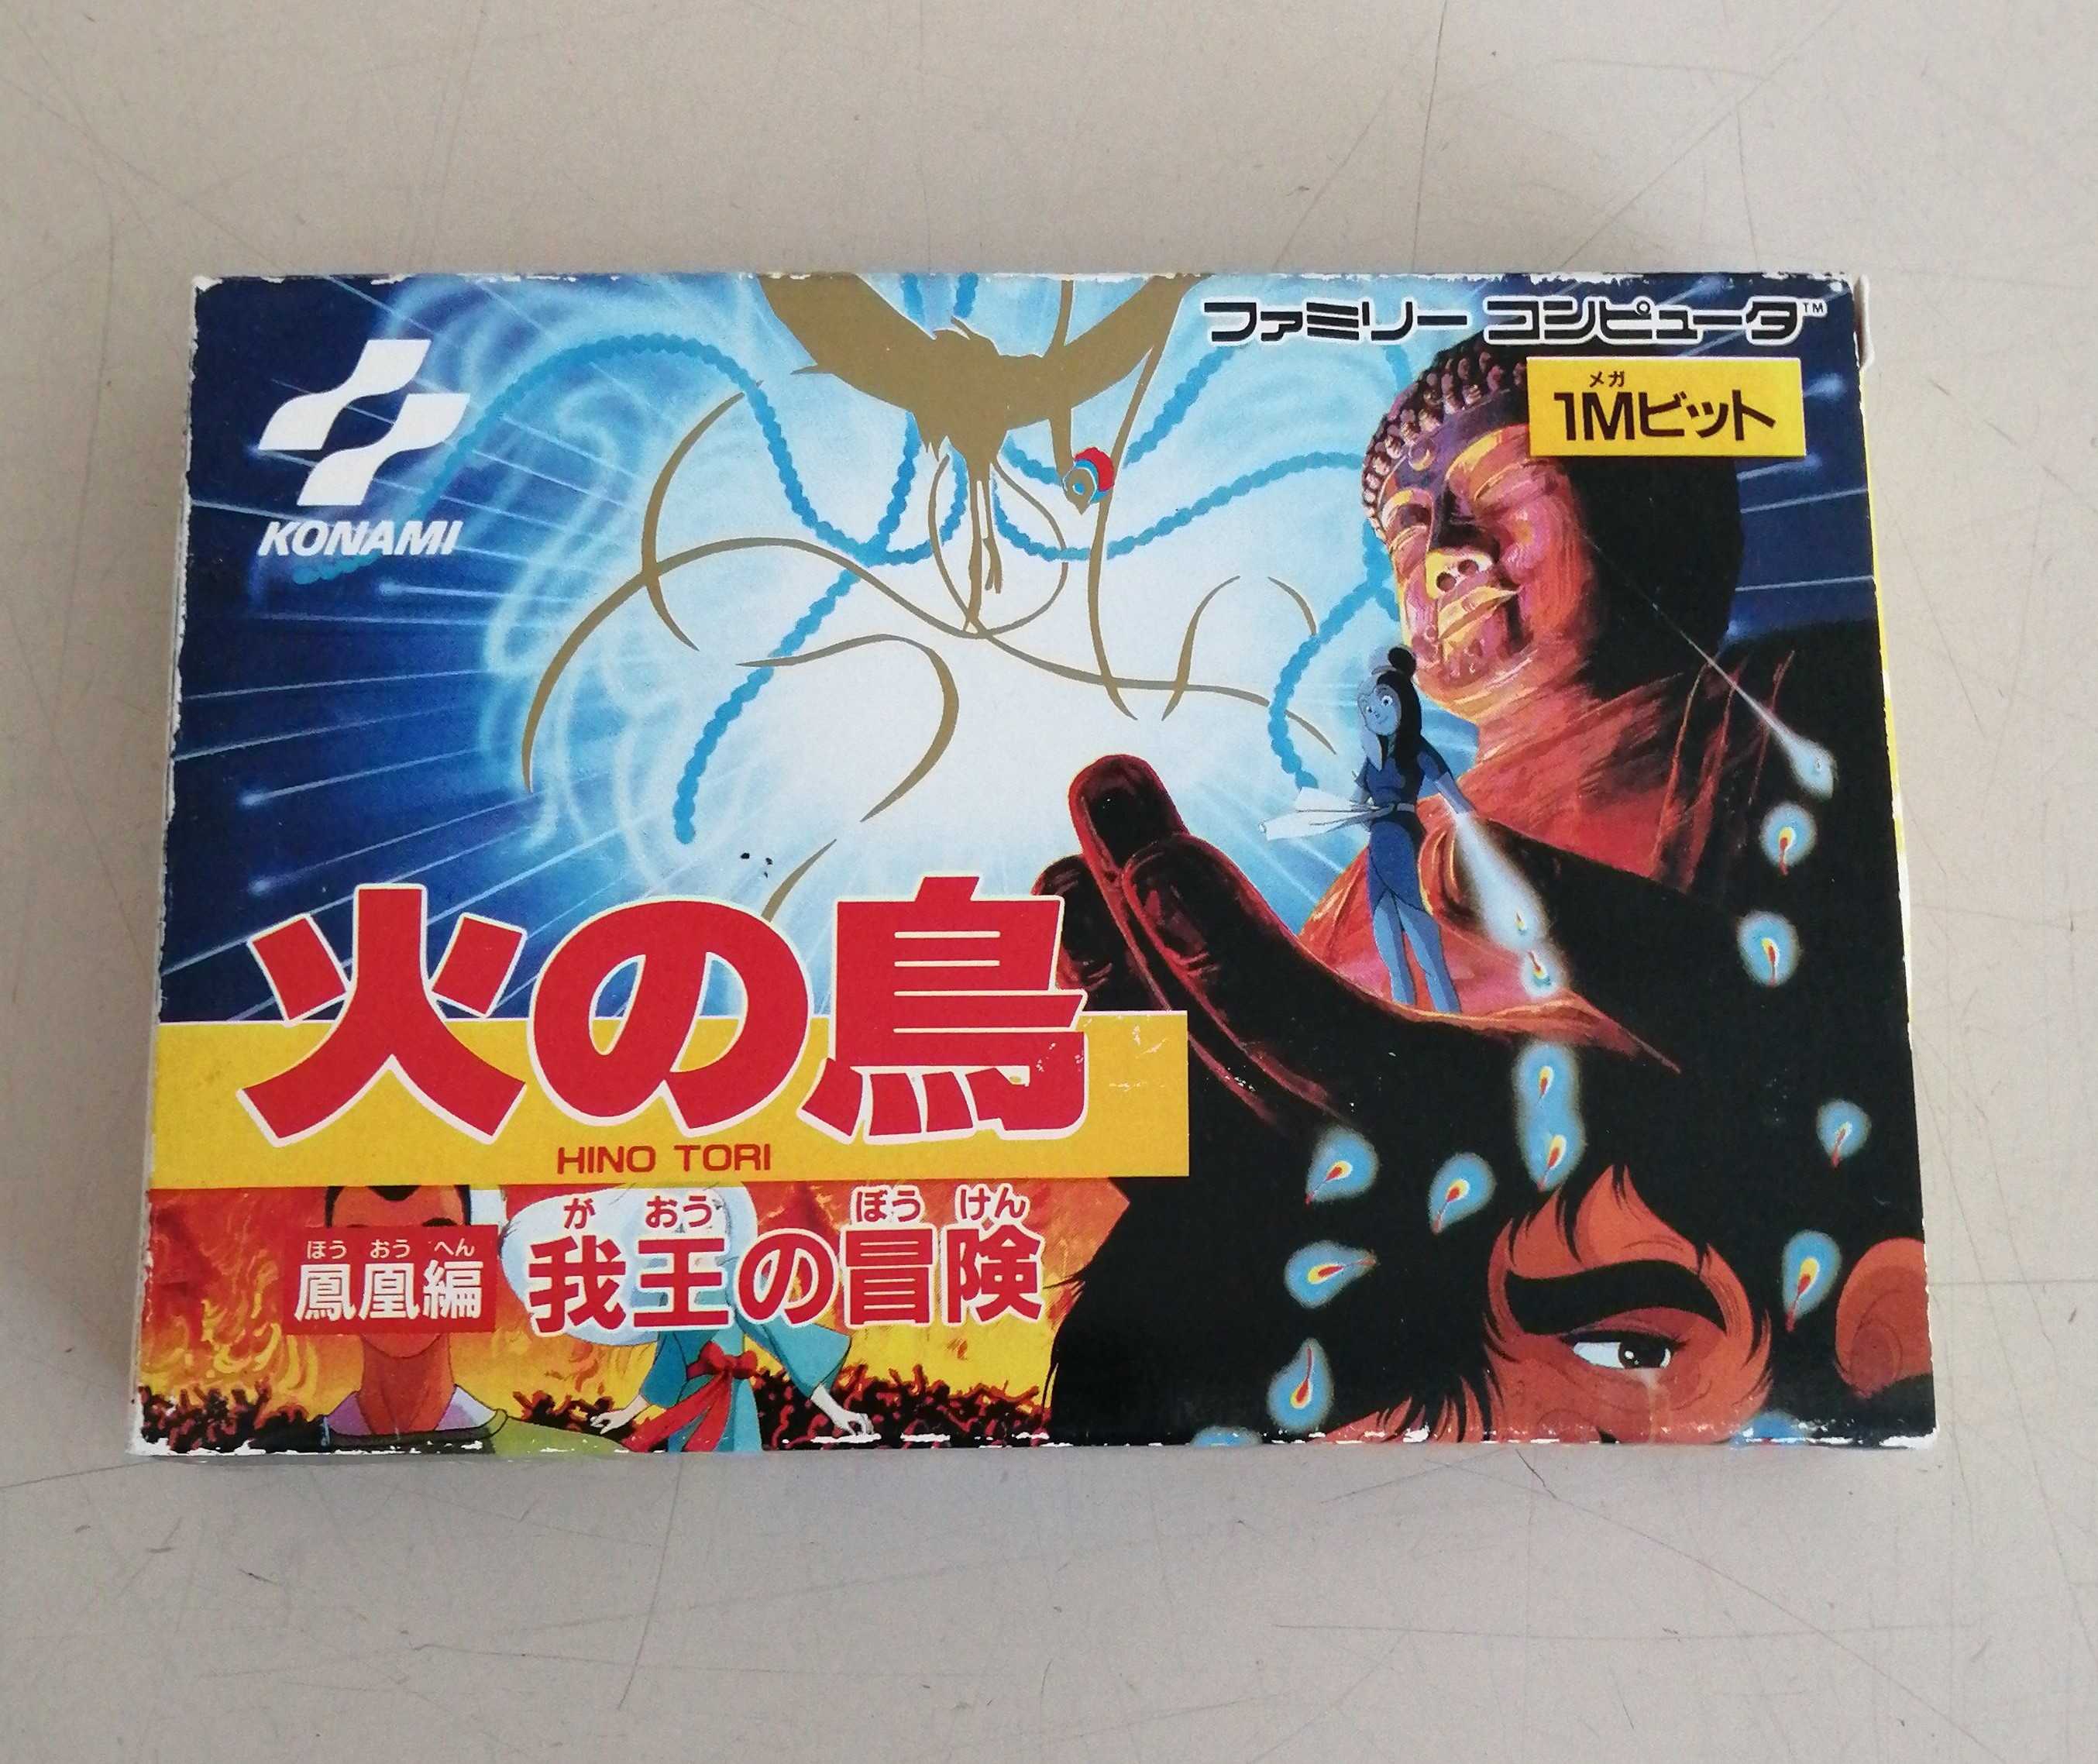 ファミリー コンピュータ™
メガ
1Mビット
KONAMI
火の鳥
HINO TORI
ほう おう へん
鳳凰編
が おう ぼう けん
我王の冒険